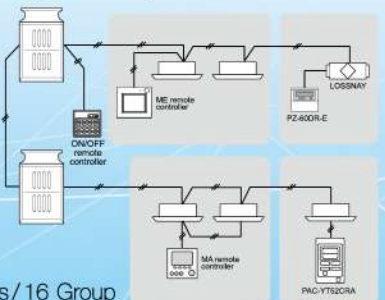 ME remote
controller
LOSSNAY
PZ-60DR-E
ON/OFF
remote
controller
MA remote
controller
PAC-YT52CRA
s/16 Group